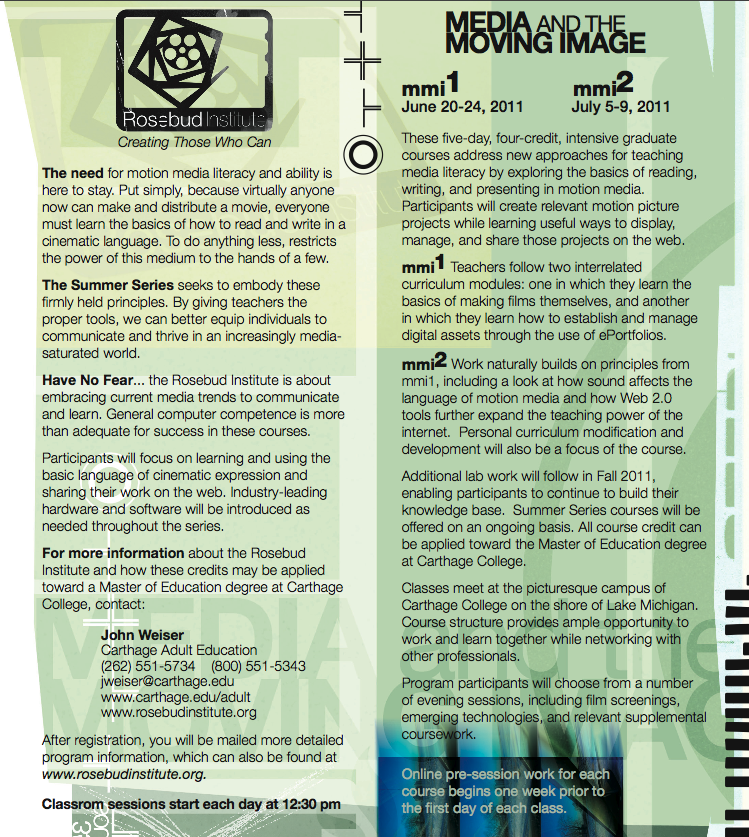 Rosebud Institute
Creating Those Who Can
The need for motion media literacy and ability is
here to stay. Put simply, because virtually anyone
now can make and distribute a movie, everyone
must learn the basics of how to read and write in a
cinematic language. To do anything less, restricts
the power of this medium to the hands of a few.
The Summer Series seeks to embody these
firmly held principles. By giving teachers the
proper tools, we can better equip individuals to
communicate and thrive in an increasingly media-
saturated world.
Have No Fear... the Rosebud Institute is about
embracing current media trends to communicate
and learn. General computer competence is more
than adequate for success in these courses.
Participants will focus on learning and using the
basic language of cinematic expression and
sharing their work on the web. Industry-leading
hardware and software will be introduced as
needed throughout the series.
For more information about the Rosebud
Institute and how these credits may be applied
toward a Master of Education degree at Carthage
College, contact:
John Weiser
Carthage Adult Education
(262) 551-5734 (800) 551-5343
jweiser@carthage.edu
www.carthage.edu/adult
www.rosebudinstitute.org
After registration, you will be mailed more detailed
program information, which can also be found at
www.rosebudinstitute.org.
Classrom sessions start each day at 12:30 pm
MEDIA AND THE
MOVING IMAGE
mmi1 mmi2
June 20-24, 2011 July 5-9, 2011
These five-day, four-credit, intensive graduate
courses address new approaches for teaching
media literacy by exploring the basics of reading,
writing, and presenting in motion media.
Participants will create relevant motion picture
projects while learning useful ways to display,
manage, and share those projects on the web.
mmi1 Teachers follow two interrelated
curriculum modules: one in which they learn the
basics of making films themselves, and another
in which they learn how to establish and manage
digital assets through the use of ePortfolios.
mmi2 Work naturally builds on principles from
mmi1, including a look at how sound affects the
language of motion media and how Web 2.0
tools further expand the teaching power of the
internet. Personal curriculum modification and
development will also be a focus of the course.
Additional lab work will follow in Fall 2011,
enabling participants to continue to build their
knowledge base. Summer Series courses will be
offered on an ongoing basis. All course credit can
be applied toward the Master of Education degree
at Carthage College.
Classes meet at the picturesque campus of
Carthage College on the shore of Lake Michigan.
Course structure provides ample opportunity to
work and learn together while networking with
other professionals.
Program participants will choose from a number
of evening sessions, including film screenings,
emerging technologies, and relevant supplemental
coursework.
Online pre-session work for each
course begins one week prior to
the first day of each class.